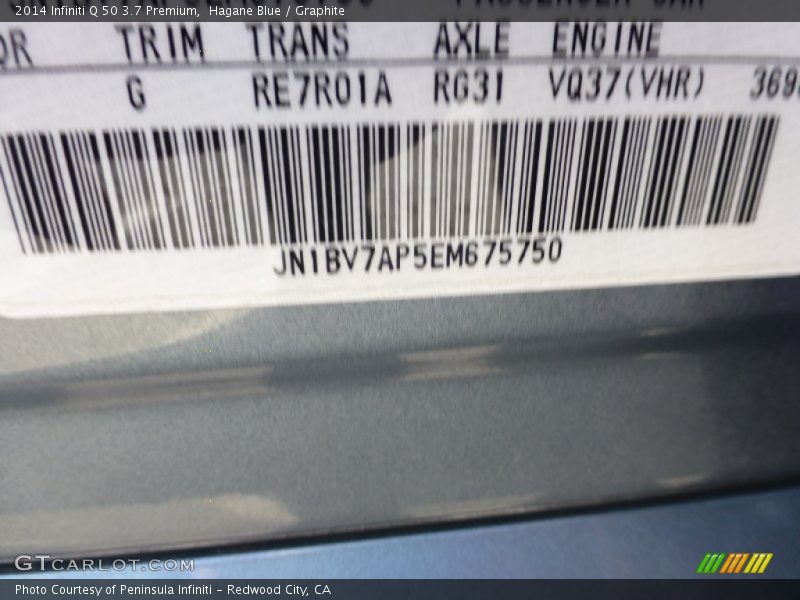 2014 Infiniti Q 50 3.7 Premium, Hagane Blue / Graphite
TRIM TRANS AXLE ENGINE
G RE7R01A RG31 VQ37(VHR)
JN1BV7AP5EM675750
GTCARLOT.COM
Photo Courtesy of Peninsula Infiniti – Redwood City, CA